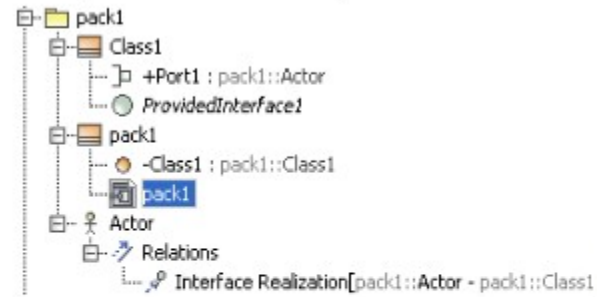 pack1
Class1
+Port1 : pack1::Actor
ProvidedInterface1
pack1
-Class1 : pack1::Class1
pack1
Actor
Relations
Interface Realization[pack1::Actor - pack1::Class1